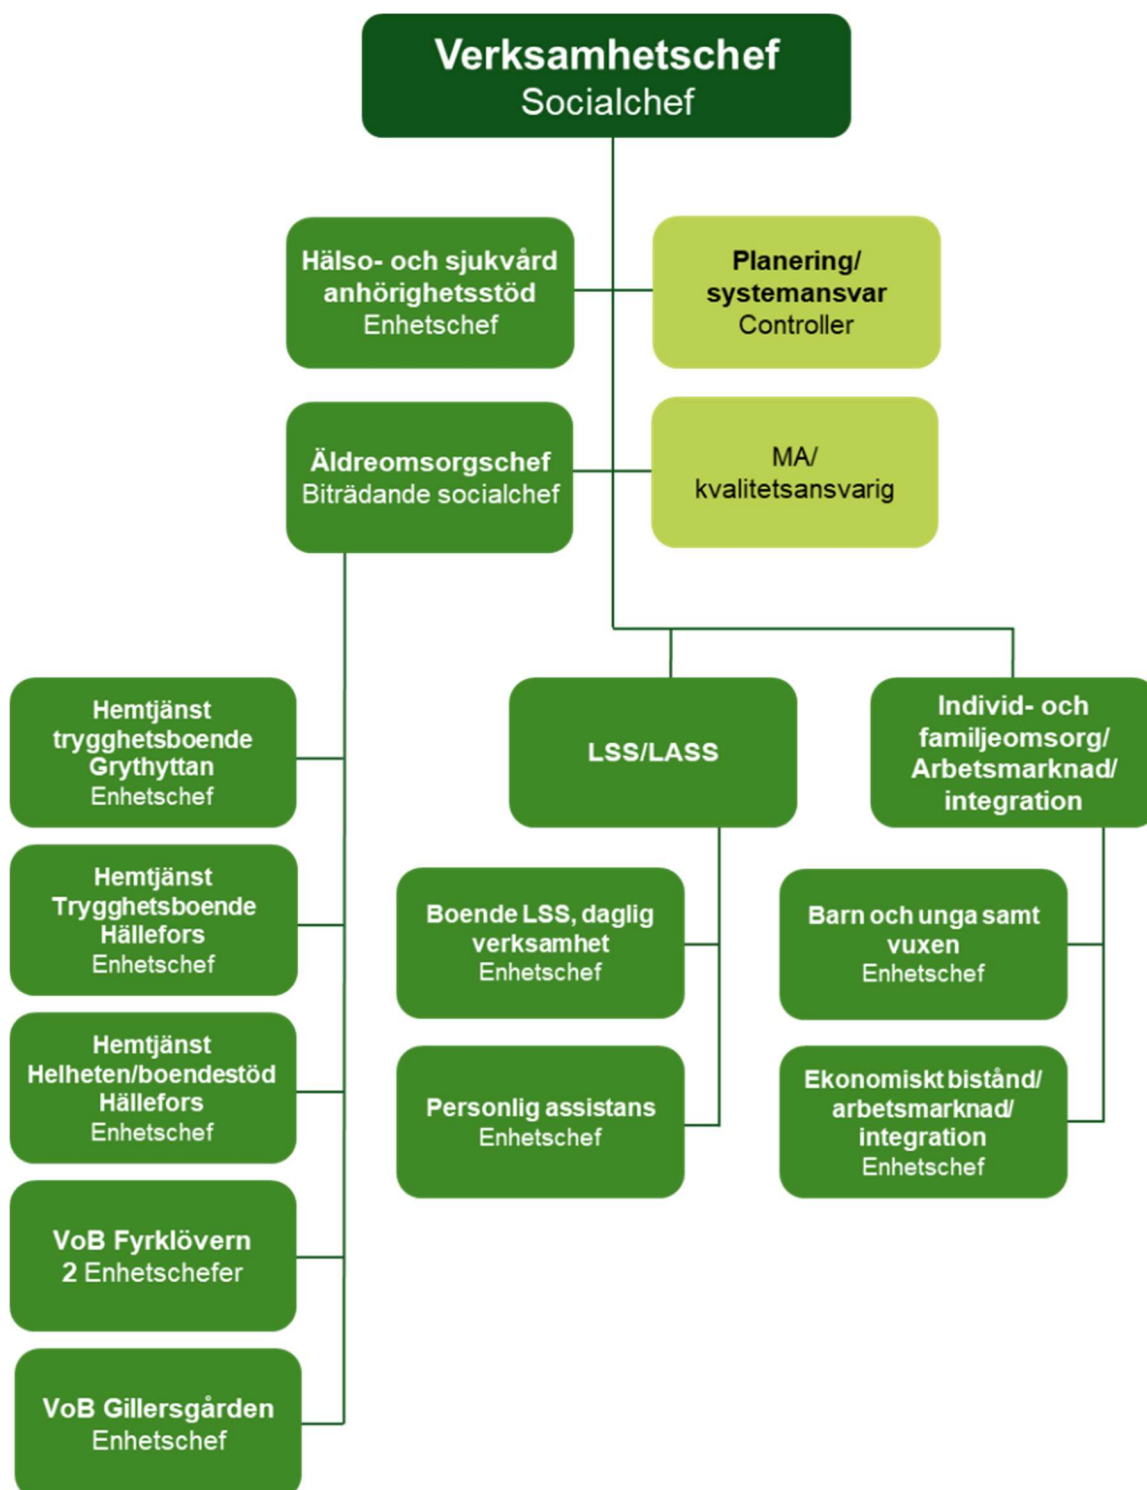 Verksamhetschef
Socialchef
Hälso- och sjukvård
anhörighetsstöd
Enhetschef
Planering/
systemansvar
Controller
Äldreomsorgschef
Biträdande socialchef
MA/
kvalitetsansvarig
Hemtjänst
trygghetsboende
Grythyttan
Enhetschef
Hemtjänst
Trygghetsboende
Hällefors
Enhetschef
Hemtjänst
Helheten/boendestöd
Hällefors
Enhetschef
VoB Fyrklövern
2 Enhetschefer
VoB Gillersgården
Enhetschef
LSS/LASS
Boende LSS, daglig
verksamhet
Enhetschef
Personlig assistans
Enhetschef
Individ- och
familjeomsorg/
Arbetsmarknad/
integration
Barn och unga samt
vuxen
Enhetschef
Ekonomiskt bistånd/
arbetsmarknad/
integration
Enhetschef